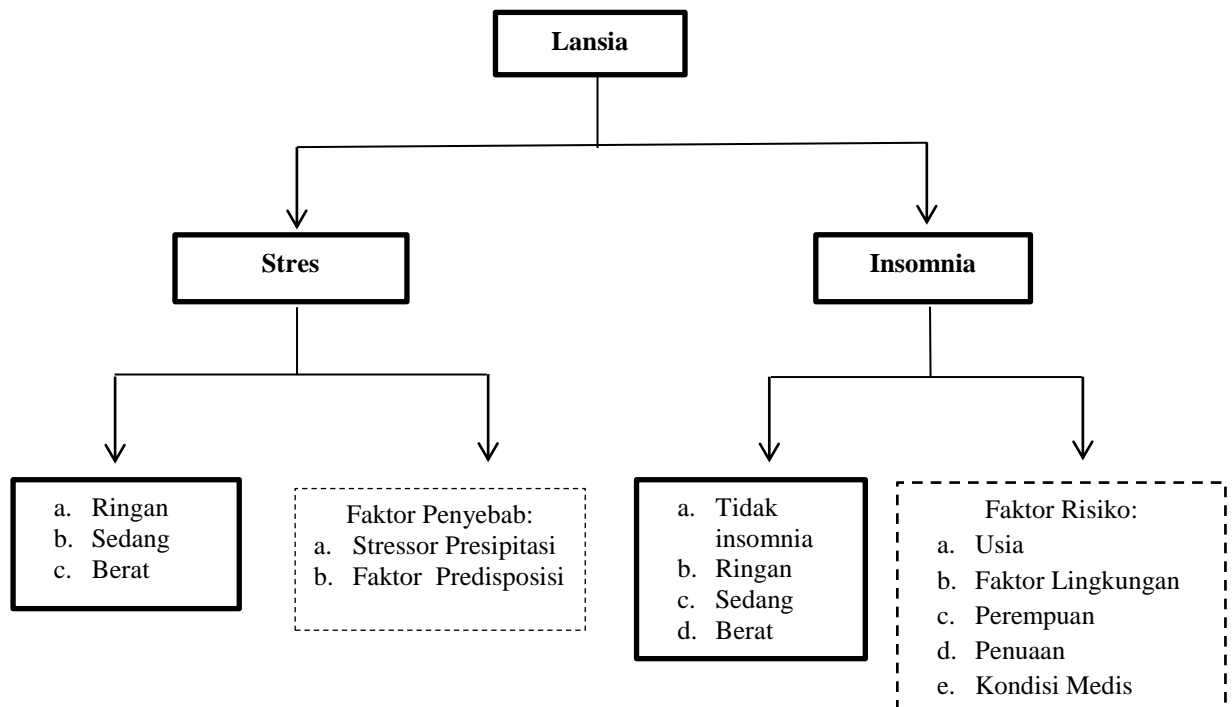 Lansia
Stres
Insomnia
a. Ringan
b. Sedang
c. Berat
Faktor Penyebab:
a. Stressor Presipitasi
b. Faktor Predisposisi
a. Tidak
insomnia
b. Ringan
c. Sedang
d. Berat
Faktor Risiko:
a. Usia
b. Faktor Lingkungan
c. Perempuan
d. Penuaan
e. Kondisi Medis